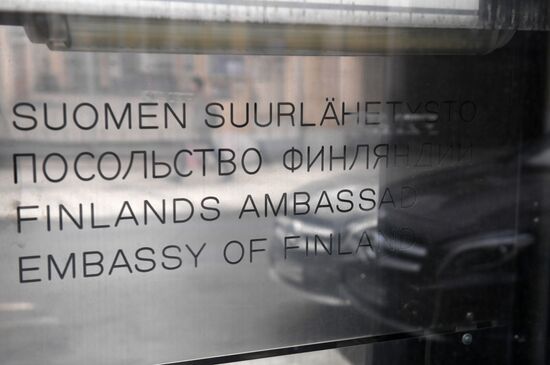 SUOMEN SUURLÄHETYSTÖ
ПОСОЛЬСТВО ФИНЛЯНДИИ
FINLANDS AMBASSAD
EMBASSY OF FINLAND